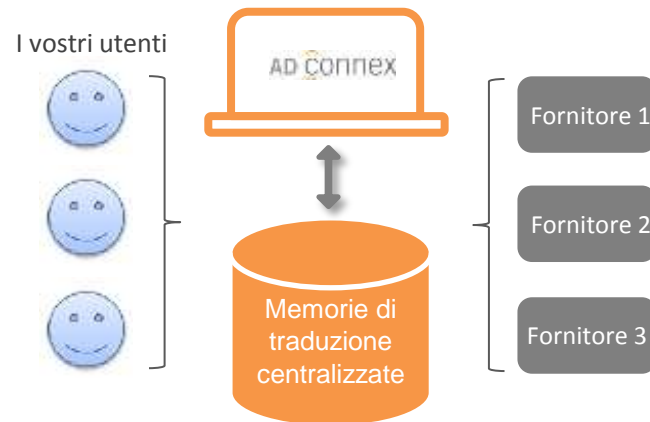 I vostri utenti
AD connex
Fornitore 1
Fornitore 2
Memorie di
traduzione
centralizzate
Fornitore 3